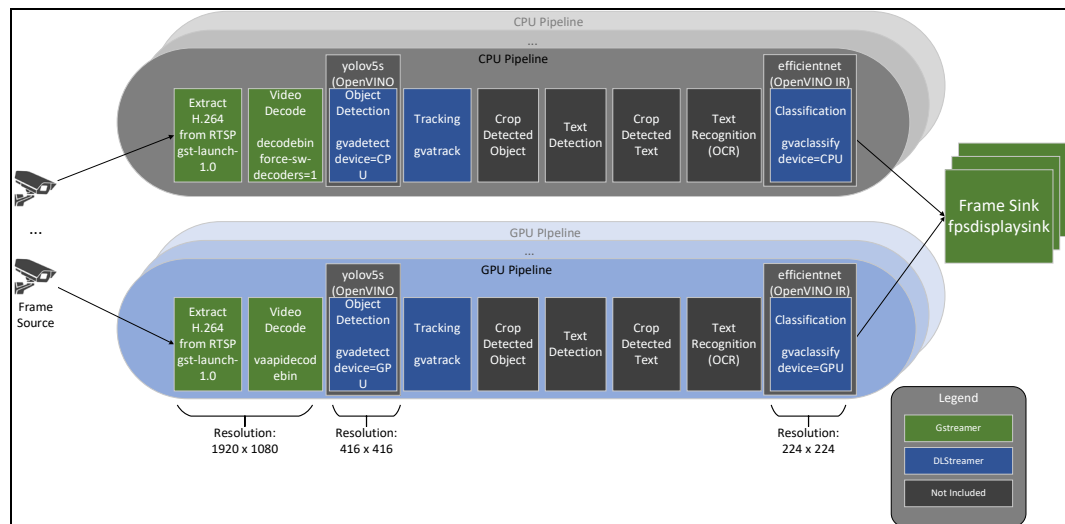 CPU Pipeline
...
CPU Pipeline
yolov5s
(OpenVINO
efficientnet
(OpenVINO IR)
Extract
H.264
from RTSP
gst-launch-
1.0
Video
Decode
decodebin
force-sw-
decoders=1
Object
Detection
gvadetect
device=CP
U
Tracking
gvatrack
Crop
Detected
Object
Text
Detection
Crop
Detected
Text
Text
Recognition
(OCR)
Classification
gvaclassify
device=CPU
...
Frame
Source
Frame Sink
fpsdisplaysink
GPU PIpeline
...
GPU Pipeline
yolov5s
(OpenVINO
efficientnet
(OpenVINO IR)
Extract
H.264
from RTSP
gst-launch-
1.0
Video
Decode
vaapidecod
ebin
Object
Detection
gvadetect
device=GP
U
Tracking
gvatrack
Crop
Detected
Object
Text
Detection
Crop
Detected
Text
Text
Recognition
(OCR)
Classification
gvaclassify
device=GPU
Resolution:
1920 x 1080
Resolution:
416 x 416
Resolution:
224 x 224
Legend
Gstreamer
DLStreamer
Not Included